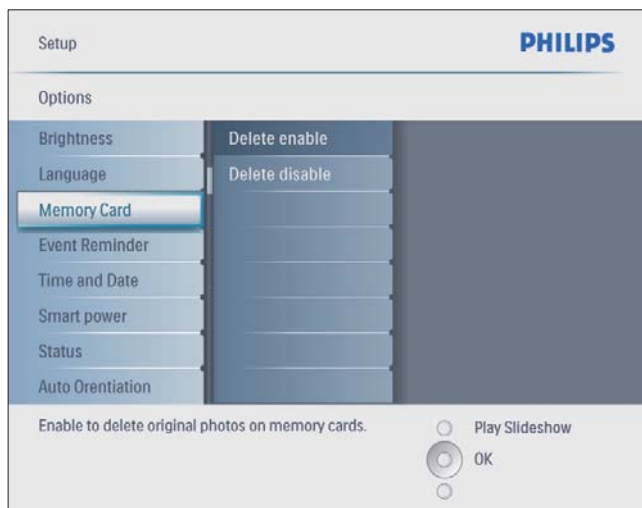 Setup
PHILIPS
Options
Brightness
Delete enable
Language
Delete disable
Memory Card
Event Reminder
Time and Date
Smart power
Status
Auto Orentiation
Enable to delete original photos on memory cards.
Play Slideshow
OK